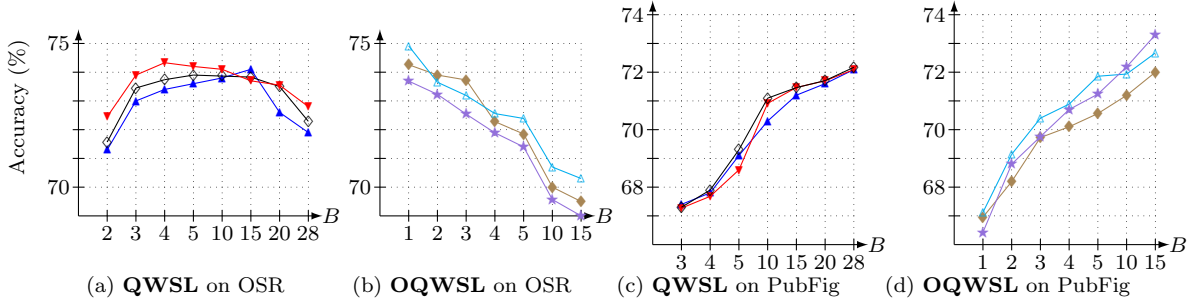 Accuracy (%)
75
70
2 3 4 5 10 15 20 28 B
(a) QWSL on OSR
75
70
1 2 3 4 5 10 15 B
(b) OQWSL on OSR
74
72
70
68
3 4 5 10 15 20 28 B
(c) QWSL on PubFig
74
72
70
68
1 2 3 5 10 15 B
(d) OQWSL on PubFig